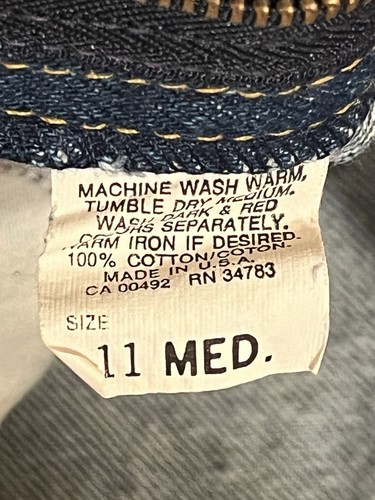 MACHINE WASH WARM.
TUMBLE DRY MEDIUM.
WASH DARK & RED
SEPARATELY.
WARM IRON IF DESIRED.
100% COTTON/COTTON-
MADE IN U.S.A.
CA 00492 RN 34783
SIZE
11 MED.